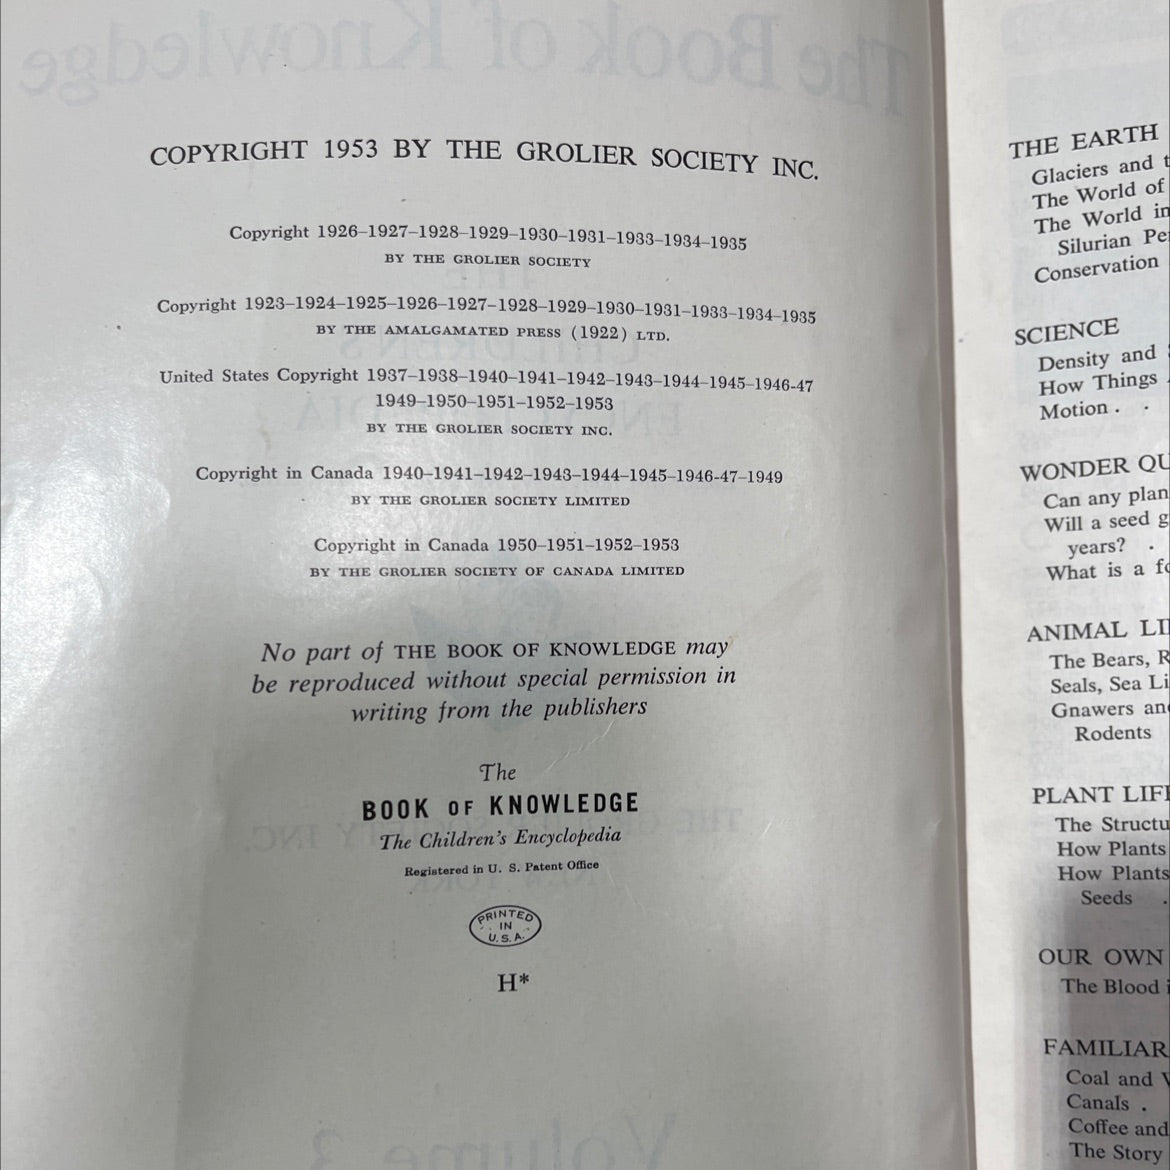 COPYRIGHT 1953 BY THE GROLIER SOCIETY INC.
Copyright 1926–1927–1928–1929–1930–1931–1933–1934–1935
BY THE GROLIER SOCIETY
Copyright 1923–1924–1925–1926–1927–1928–1929–1930–1931–1933–1934–1935
BY THE AMALGAMATED PRESS (1922) LTD.
United States Copyright 1937–1938–1940–1941–1942–1943–1944–1945–1946-47
1949–1950–1951–1952–1953
BY THE GROLIER SOCIETY INC.
Copyright in Canada 1940–1941–1942–1943–1944–1945–1946-47–1949
BY THE GROLIER SOCIETY LIMITED
Copyright in Canada 1950–1951–1952–1953
BY THE GROLIER SOCIETY OF CANADA LIMITED
No part of THE BOOK OF KNOWLEDGE may
be reproduced without special permission in
writing from the publishers
The
BOOK OF KNOWLEDGE
The Children's Encyclopedia
Registered in U. S. Patent Office
PRINTED
IN
U. S. A.
H*
THE EARTH
Glaciers and t
The World of
The World in
Silurian Pe
Conservation
SCIENCE
Density and
How Things
Motion . .
WONDER QU
Can any plan
Will a seed g
years? .
What is a fo
ANIMAL LI
The Bears, R
Seals, Sea Li
Gnawers and
Rodents
PLANT LIF
The Structu
How Plants
How Plants
Seeds .
OUR OWN
The Blood i
FAMILIAR
Coal and
Canals .
Coffee and
The Story